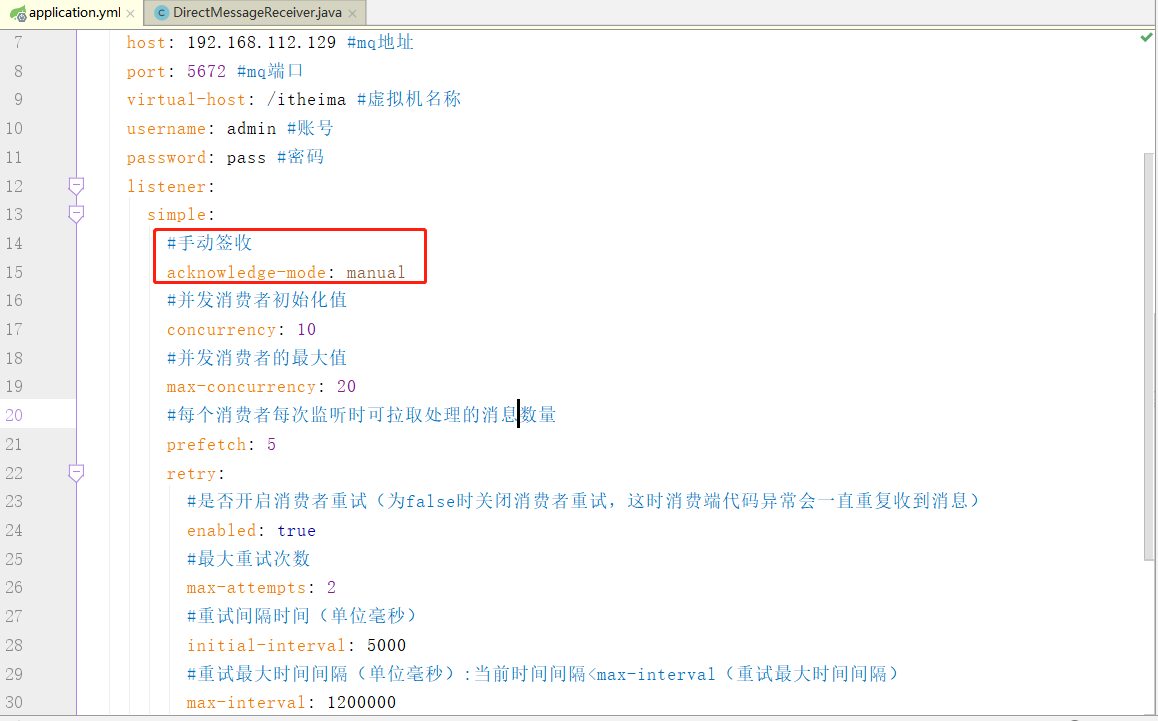 application.yml × DirectMessageReceiver.java ×
7 host: 192.168.112.129 #mq地址
8 port: 5672 #mq端口
9 virtual-host: /itheima #虚拟机名称
10 username: admin #账号
11 password: pass #密码
12 listener:
13 simple:
14 #手动签收
15 acknowledge-mode: manual
16 #并发消费者初始化值
17 concurrency: 10
18 #并发消费者的最大值
19 max-concurrency: 20
20 #每个消费者每次监听时可拉取处理的消息数量
21 prefetch: 5
22 retry:
23 #是否开启消费者重试（为false时关闭消费者重试，这时消费端代码异常会一直重复收到消息）
24 enabled: true
25 #最大重试次数
26 max-attempts: 2
27 #重试间隔时间（单位毫秒）
28 initial-interval: 5000
29 #重试最大时间间隔（单位毫秒）:当前时间间隔<max-interval（重试最大时间间隔）
30 max-interval: 1200000